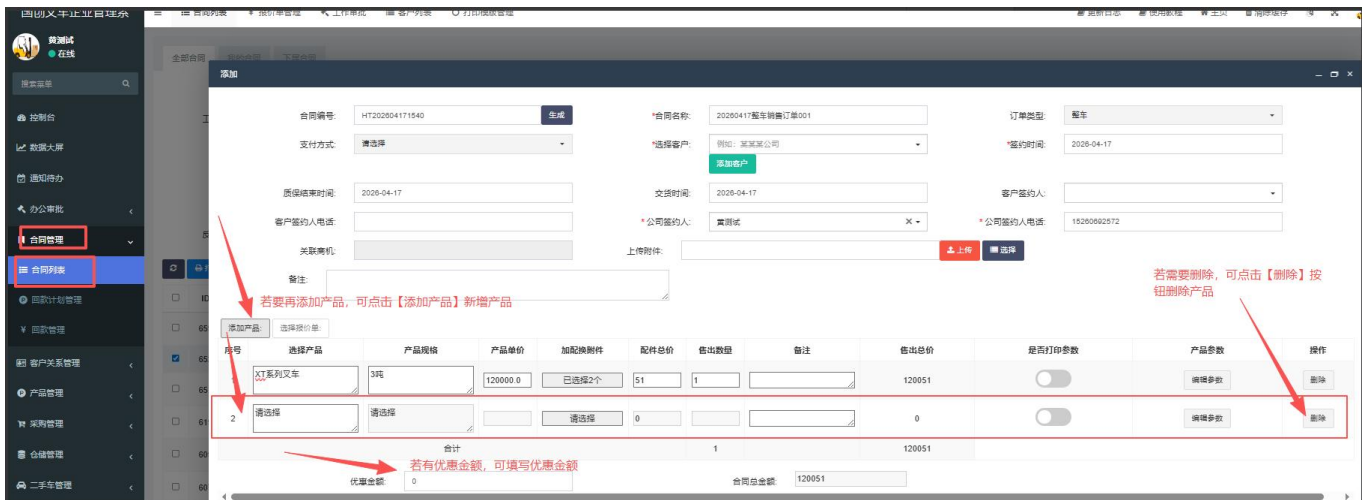 国创叉车企业管理系
合同列表 ¥ 报价单管理 工作审批 客户列表 打印模板管理 更新日志 使用教程 主页 清除缓存
黄测试
在线
全部合同 我的合同 下属合同
搜索菜单
添加
控制台
数据大屏
通知待办
办公审批
合同管理
合同列表
回款计划管理
¥ 回款管理
客户关系管理
产品管理
采购管理
仓储管理
二手车管理
合同编号: HT202604171540 生成 *合同名称: 20260417整车销售订单001 订单类型: 整车
支付方式: 请选择 *选择客户: 例如：某某某公司 *签约时间: 2026-04-17
添加客户
质保结束时间: 2026-04-17 交货时间: 2026-04-17 客户签约人:
客户签约人电话: *公司签约人: 黄测试 *公司签约人电话: 15260692572
关联商机: 上传附件: 上传 选择
备注:
若需要删除，可点击【删除】按
钮删除产品
若要再添加产品，可点击【添加产品】新增产品
添加产品: 选择报价单:
ID
序号 选择产品 产品规格 产品单价 加配换附件 配件总价 售出数量 备注 售出总价 是否打印参数 产品参数 操作
XT系列叉车 3吨 120000.0 已选择2个 51 1 120051 编辑参数 删除
2 请选择 请选择 请选择 0 0 编辑参数 删除
合计 1 120051
若有优惠金额，可填写优惠金额
优惠金额: 0 合同总金额: 120051